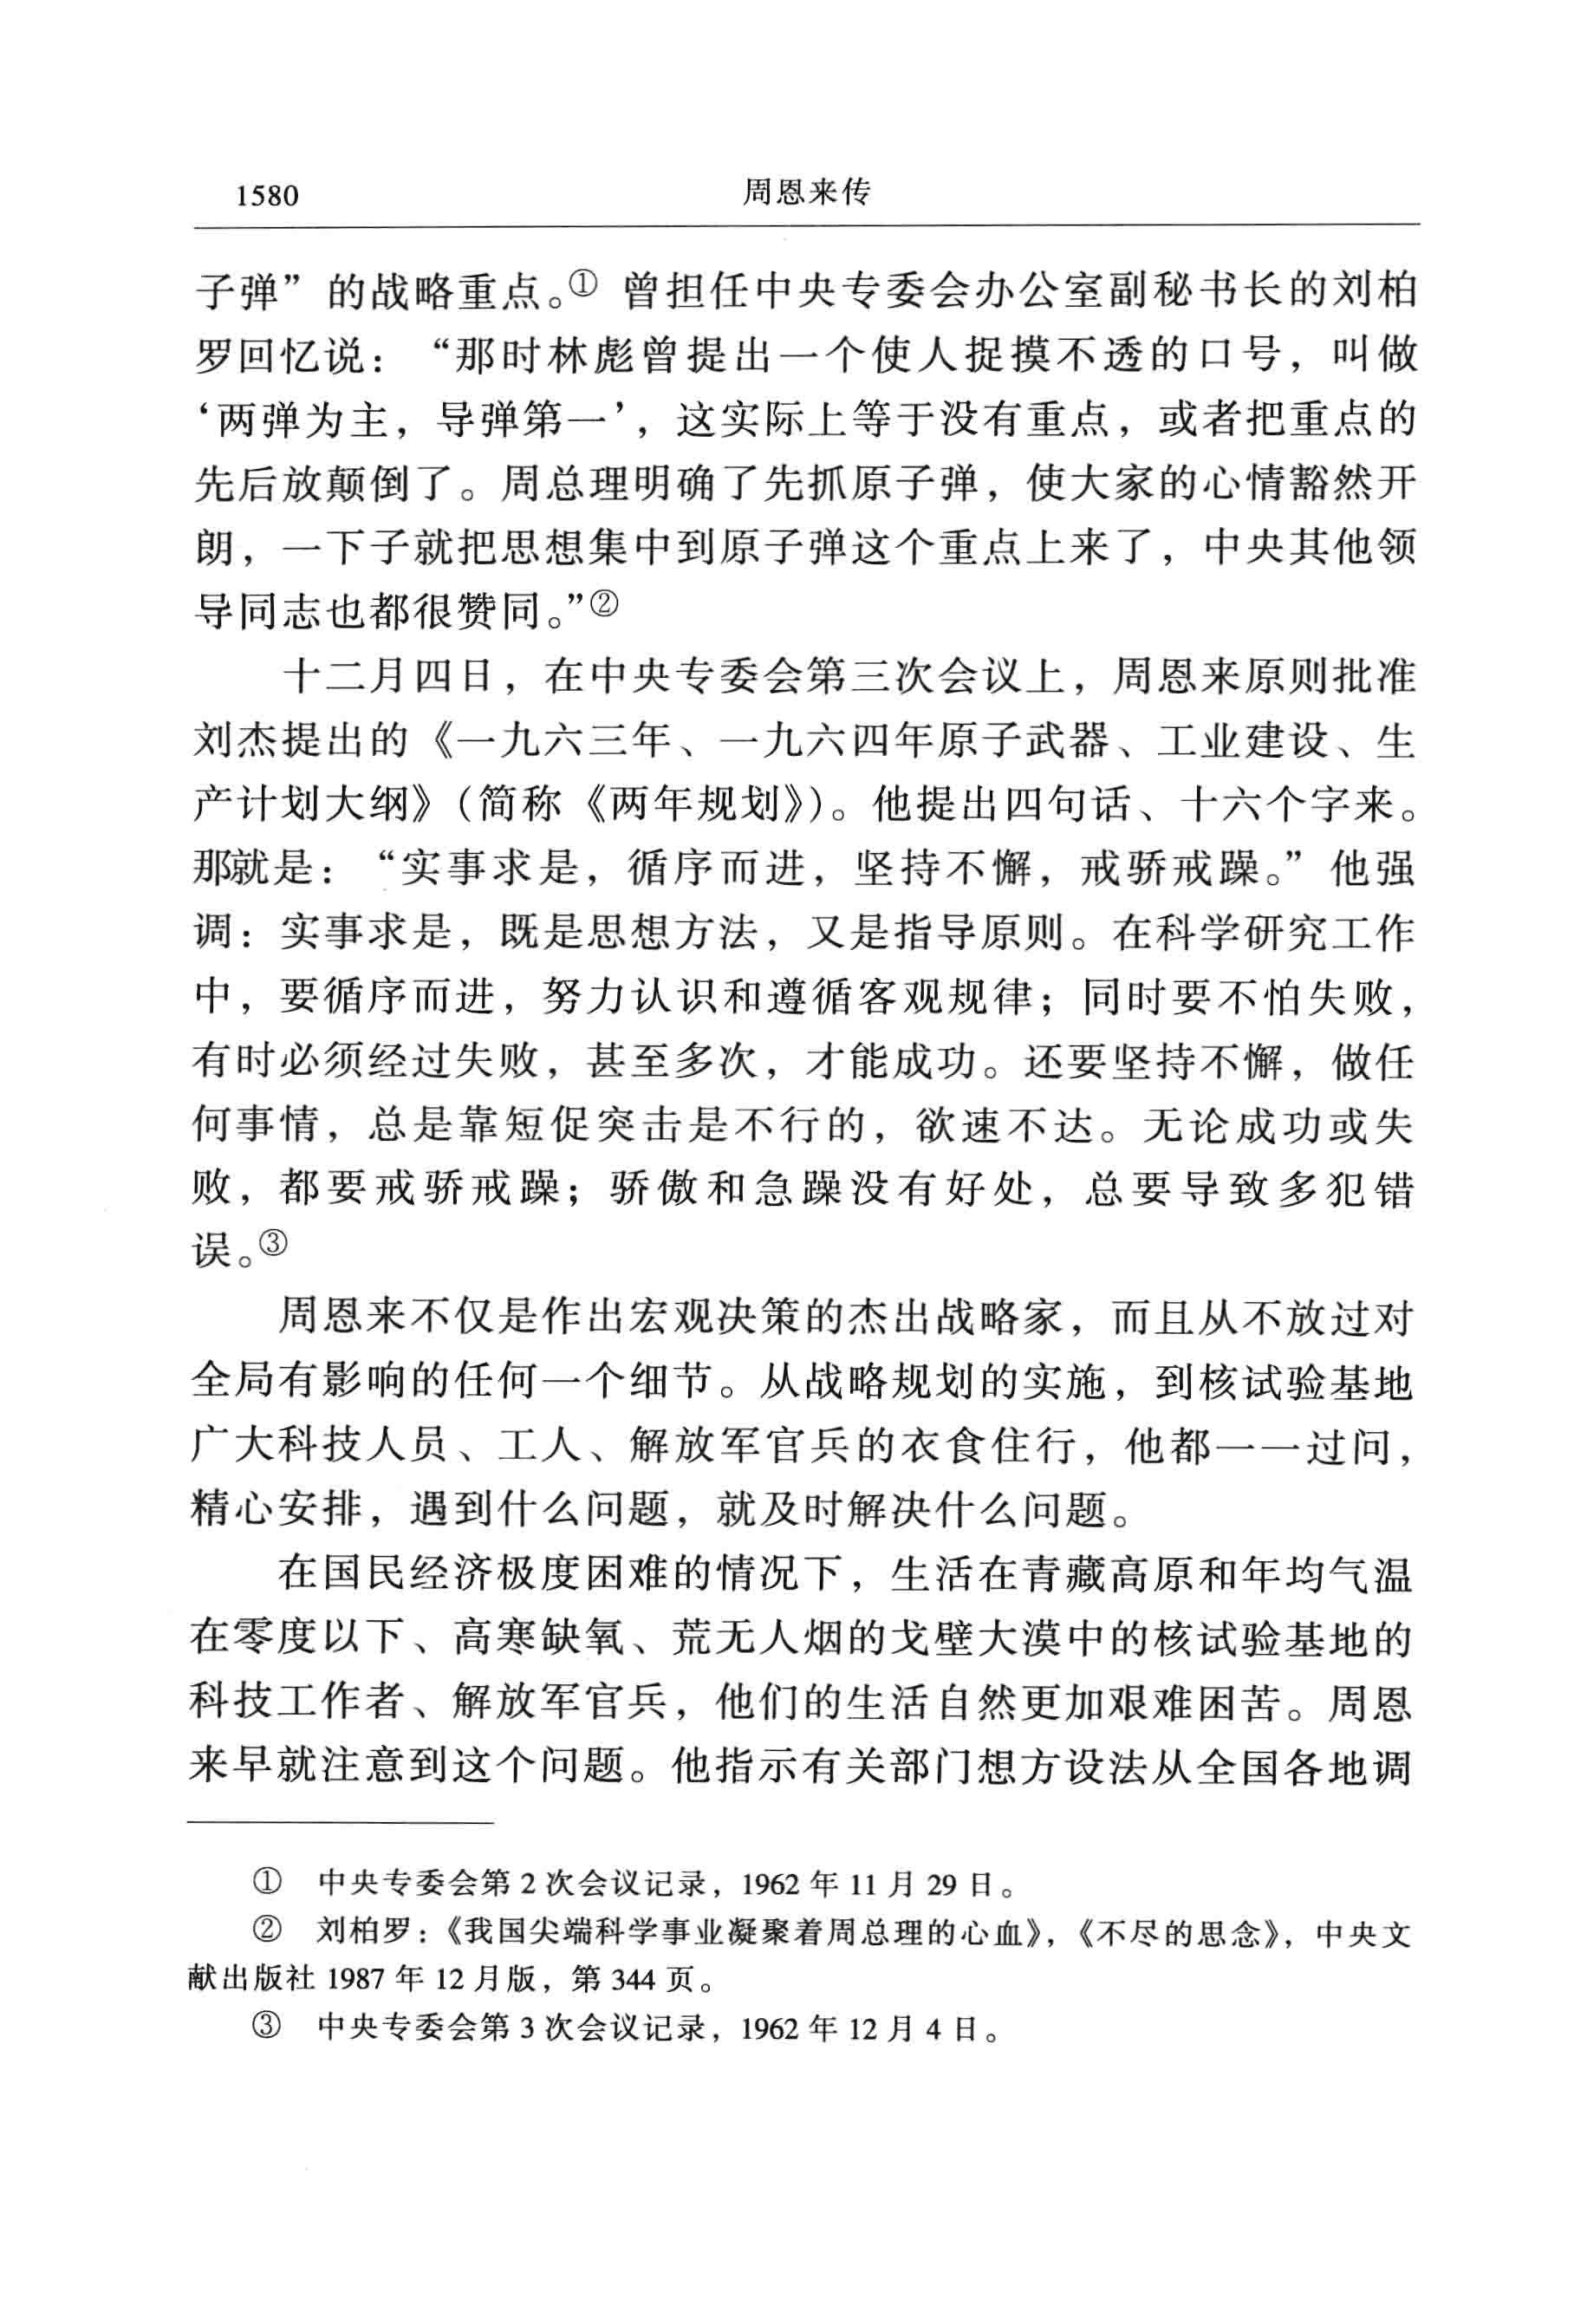 1580
周恩来传
子弹”的战略重点。① 曾担任中央专委会办公室副秘书长的刘柏
罗回忆说：“那时林彪曾提出一个使人捉摸不透的口号，叫做
‘两弹为主，导弹第一’，这实际上等于没有重点，或者把重点的
先后放颠倒了。周总理明确了先抓原子弹，使大家的心情豁然开
朗，一下子就把思想集中到原子弹这个重点上来了，中央其他领
导同志也都很赞同。”②
十二月四日，在中央专委会第三次会议上，周恩来原则批准
刘杰提出的《一九六三年、一九六四年原子武器、工业建设、生
产计划大纲》（简称《两年规划》）。他提出四句话、十六个字来。
那就是：“实事求是，循序而进，坚持不懈，戒骄戒躁。”他强
调：实事求是，既是思想方法，又是指导原则。在科学研究工作
中，要循序而进，努力认识和遵循客观规律；同时要不怕失败，
有时必须经过失败，甚至多次，才能成功。还要坚持不懈，做任
何事情，总是靠短促突击是不行的，欲速不达。无论成功或失
败，都要戒骄戒躁；骄傲和急躁没有好处，总要导致多犯错
误。③
周恩来不仅是作出宏观决策的杰出战略家，而且从不放过对
全局有影响的任何一个细节。从战略规划的实施，到核试验基地
广大科技人员、工人、解放军官兵的衣食住行，他都一一过问，
精心安排，遇到什么问题，就及时解决什么问题。
在国民经济极度困难的情况下，生活在青藏高原和年均气温
在零度以下、高寒缺氧、荒无人烟的戈壁大漠中的核试验基地的
科技工作者、解放军官兵，他们的生活自然更加艰难困苦。周恩
来早就注意到这个问题。他指示有关部门想方设法从全国各地调
① 中央专委会第 2 次会议记录，1962 年 11 月 29 日。
② 刘柏罗：《我国尖端科学事业凝聚着周总理的心血》，《不尽的思念》，中央文
献出版社 1987 年 12 月版，第 344 页。
③ 中央专委会第 3 次会议记录，1962 年 12 月 4 日。